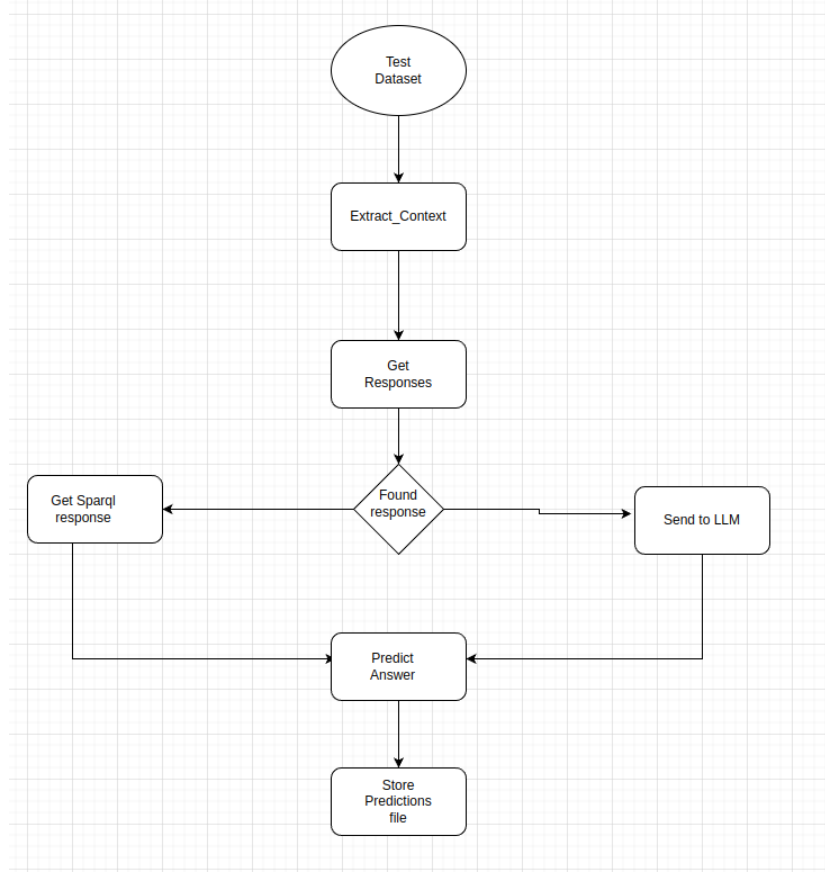 Test
Dataset
Extract_Context
Get
Responses
Found
response
Get Sparql
response
Send to LLM
Predict
Answer
Store
Predictions
file